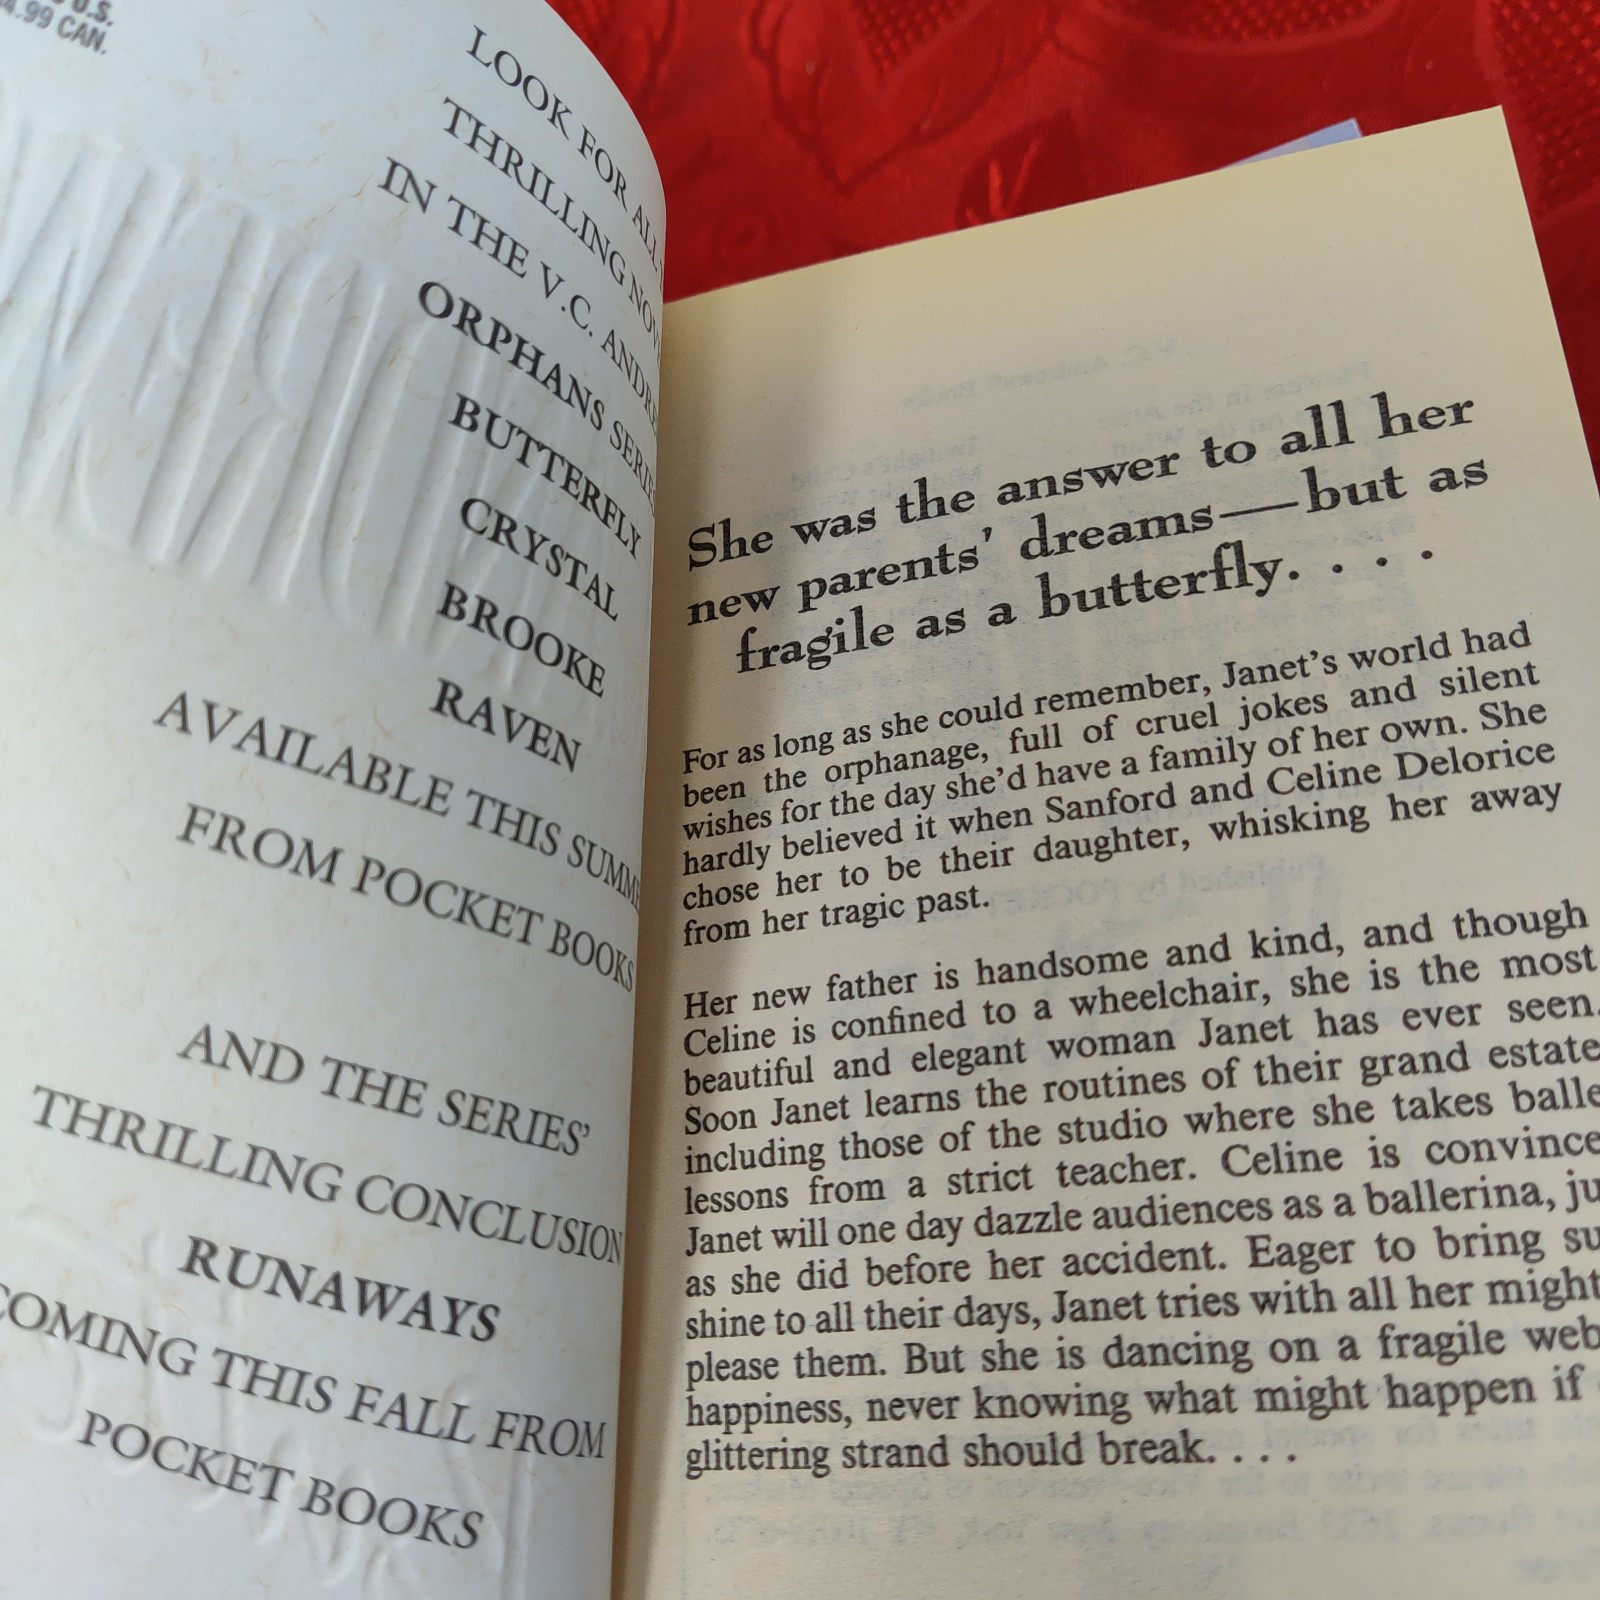 U.S.
4.99 CAN.
LOOK FOR ALL
THRILLING
IN THE V.C.
ORPHANS SERIES
BUTTERFLY
CRYSTAL
BROOKE
RAVEN
AVAILABLE THIS
FROM POCKET BOOKS
AND THE SERIES'
THRILLING CONCLUSION
RUNAWAYS
COMING THIS FALL FROM
POCKET BOOKS
She was the answer to all her
new parents' dreams—but as
fragile as a butterfly. . . .
For as long as she could remember, Janet's world had
been the orphanage, full of cruel jokes and silent
wishes for the day she'd have a family of her own. She
hardly believed it when Sanford and Celine Delorice
chose her to be their daughter, whisking her away
from her tragic past.
Her new father is handsome and kind, and though
Celine is confined to a wheelchair, she is the most
beautiful and elegant woman Janet has ever seen.
Soon Janet learns the routines of their grand estate
including those of the studio where she takes
lessons from a strict teacher. Celine is
Janet will one day dazzle audiences as a ballerina,
as she did before her accident. Eager to bring
shine to all their days, Janet tries with all her might
please them. But she is dancing on a fragile web
happiness, never knowing what might happen if
glittering strand should break. . . .